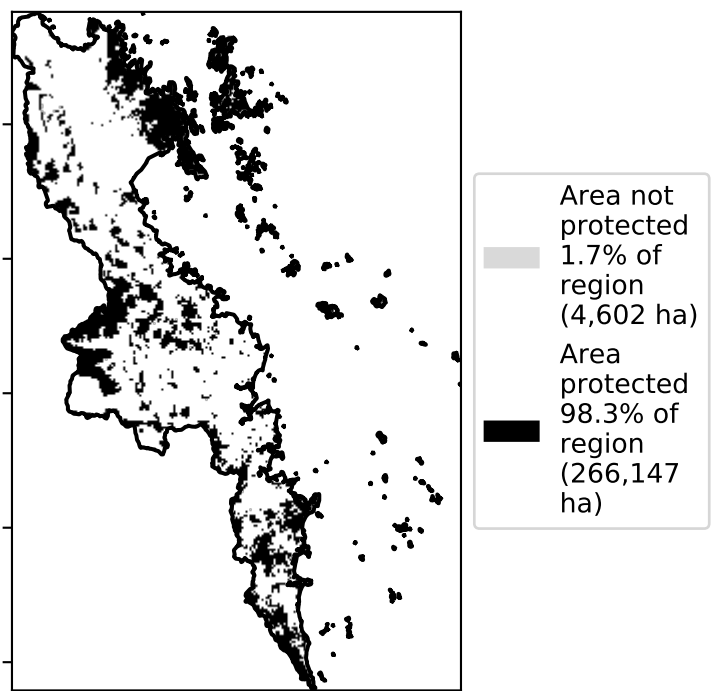 Area not
protected
1.7% of
region
(4,602 ha)
Area
protected
98.3% of
region
(266,147
ha)